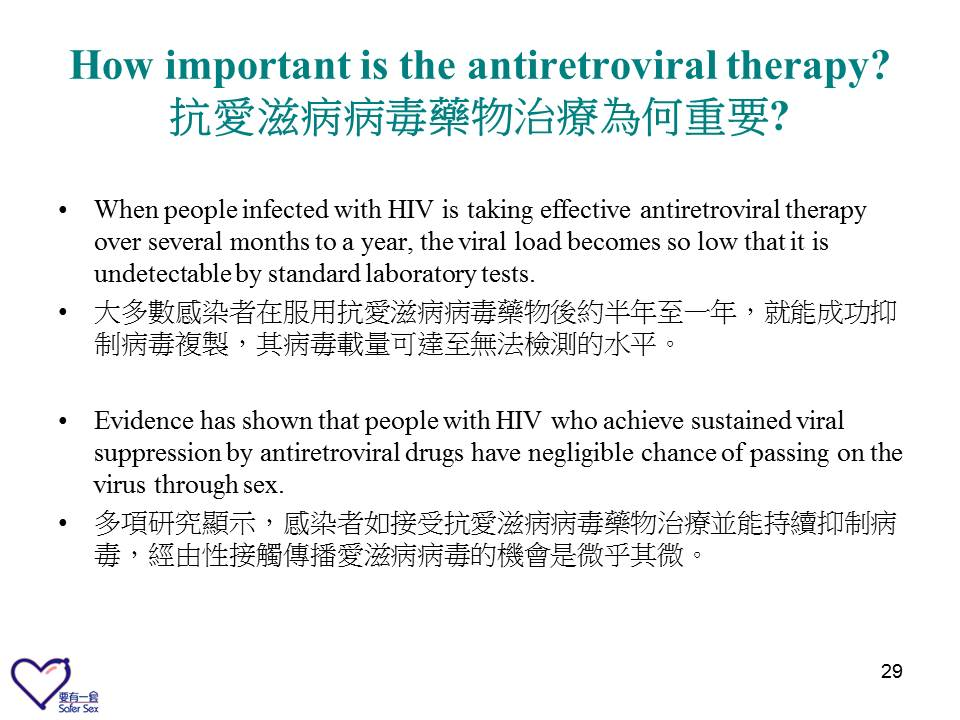 How important is the antiretroviral therapy?
抗愛滋病病毒藥物治療為何重要?
• When people infected with HIV is taking effective antiretroviral therapy
over several months to a year, the viral load becomes so low that it is
undetectable by standard laboratory tests.
• 大多數感染者在服用抗愛滋病病毒藥物後約半年至一年，就能成功抑
制病毒複製，其病毒載量可達至無法檢測的水平。
• Evidence has shown that people with HIV who achieve sustained viral
suppression by antiretroviral drugs have negligible chance of passing on the
virus through sex.
• 多項研究顯示，感染者如接受抗愛滋病病毒藥物治療並能持續抑制病
毒，經由性接觸傳播愛滋病病毒的機會是微乎其微。
要有一套
Safer Sex
29